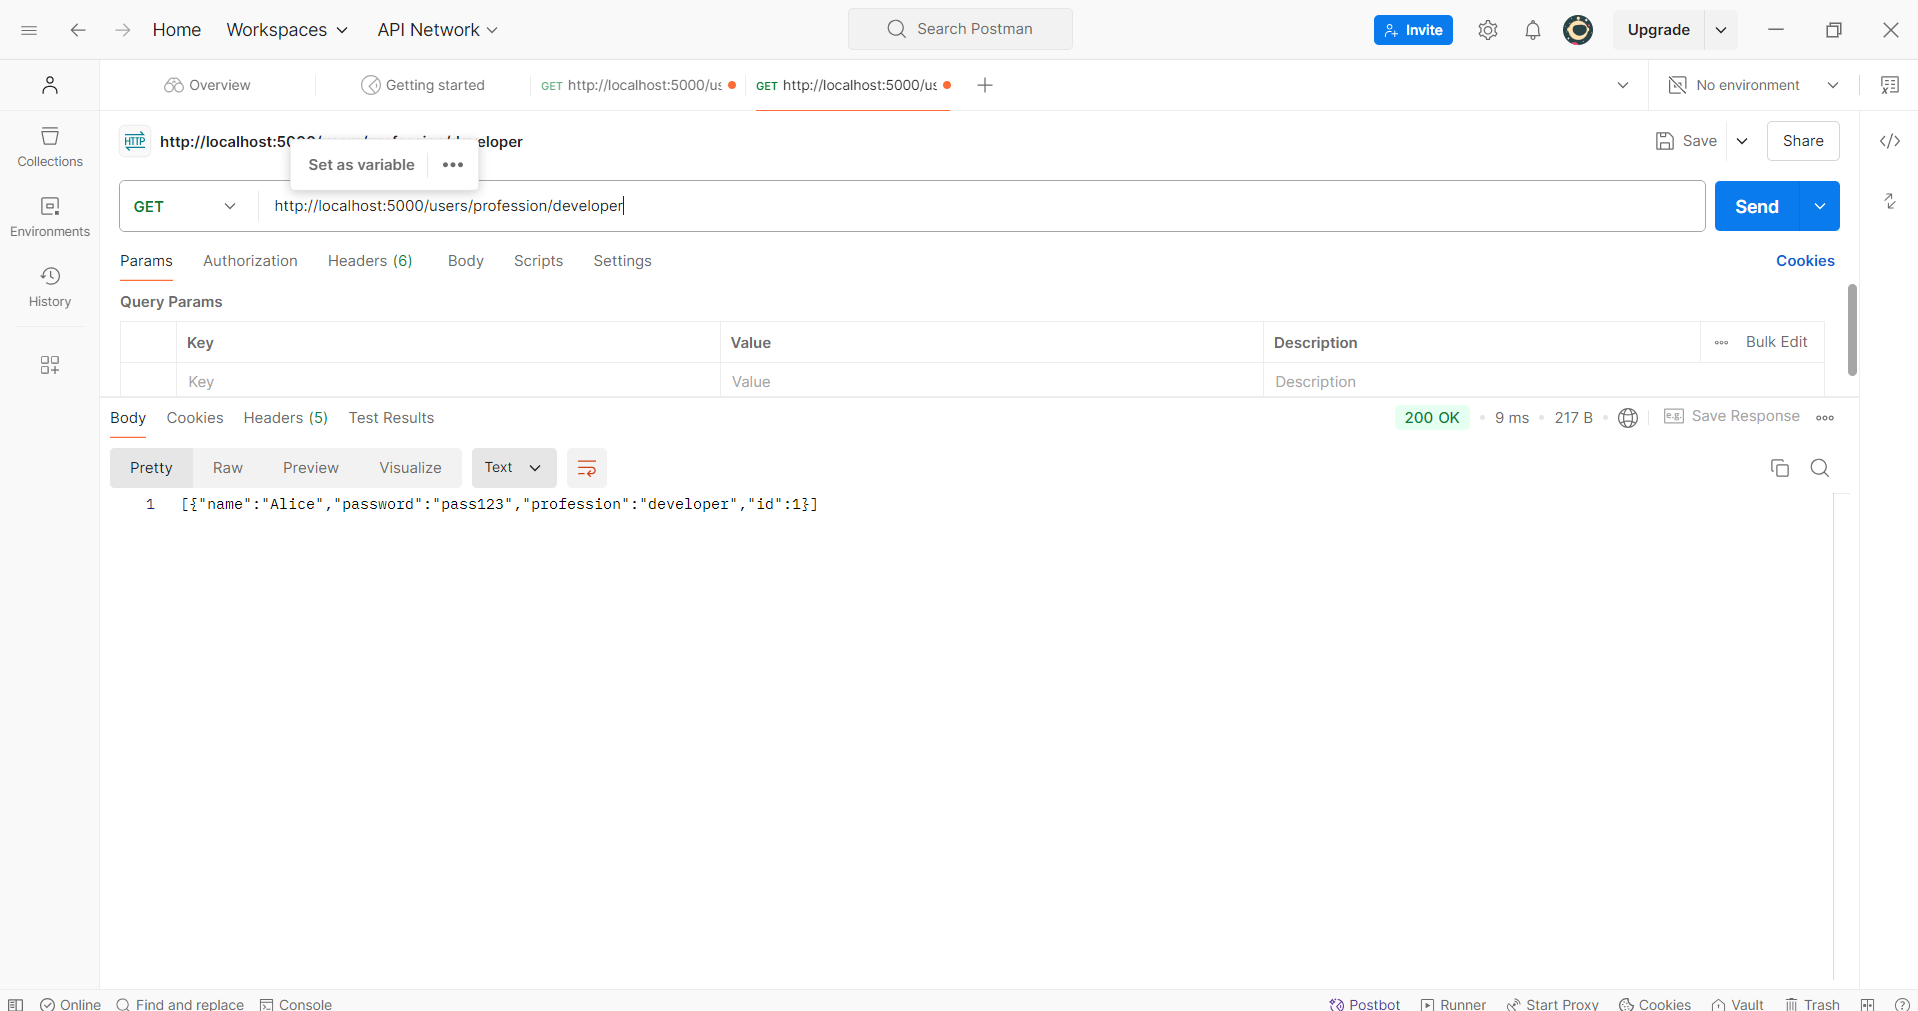 Home Workspaces API Network Search Postman Invite Upgrade
Overview Getting started GET http://localhost:5000/us GET http://localhost:5000/us No environment
HTTP http://localhost:5000/users/profession/developer Save Share
Set as variable
GET http://localhost:5000/users/profession/developer Send
Collections
Environments
History
Params Authorization Headers (6) Body Scripts Settings Cookies
Query Params
Key Value Description Bulk Edit
Key Value Description
Body Cookies Headers (5) Test Results 200 OK 9 ms 217 B e.g. Save Response
Pretty Raw Preview Visualize Text
1 [{"name":"Alice","password":"pass123","profession":"developer","id":1}]
Online Find and replace Console Postbot Runner Start Proxy Cookies Vault Trash